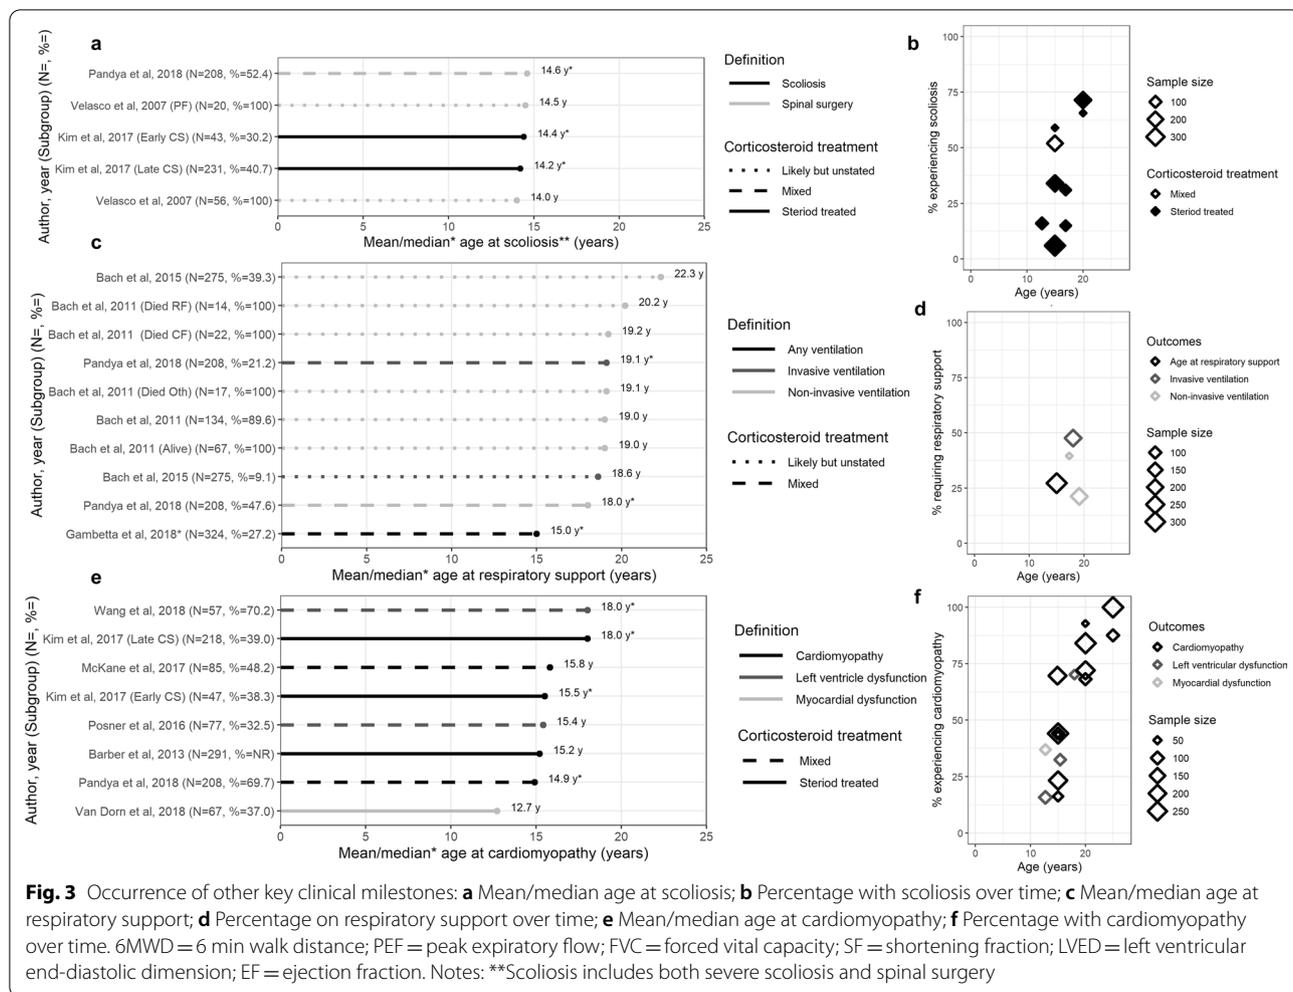 a
Author, year (Subgroup) (N=, %=)
Pandya et al, 2018 (N=208, %=52.4)
14.6 y*
Velasco et al, 2007 (PF) (N=20, %=100)
14.5 y
Kim et al, 2017 (Early CS) (N=43, %=30.2)
14.4 y*
Kim et al, 2017 (Late CS) (N=231, %=40.7)
14.2 y*
Velasco et al, 2007 (N=56, %=100)
14.0 y
0 5 10 15 20 25
Mean/median* age at scoliosis** (years)
Definition
Scoliosis
Spinal surgery
Corticosteroid treatment
Likely but unstated
Mixed
Steriod treated
b
% experiencing scoliosis
100
75
50
25
0
0 10 20
Age (years)
Sample size
100
200
300
Corticosteroid treatment
Mixed
Steriod treated
c
Author, year (Subgroup) (N=, %=)
Bach et al, 2015 (N=275, %=39.3)
22.3 y
Bach et al, 2011 (Died RF) (N=14, %=100)
20.2 y
Bach et al, 2011 (Died CF) (N=22, %=100)
19.2 y
Pandya et al, 2018 (N=208, %=21.2)
19.1 y*
Bach et al, 2011 (Died Oth) (N=17, %=100)
19.1 y
Bach et al, 2011 (N=134, %=89.6)
19.0 y
Bach et al, 2011 (Alive) (N=67, %=100)
19.0 y
Bach et al, 2015 (N=275, %=9.1)
18.6 y
Pandya et al, 2018 (N=208, %=47.6)
18.0 y*
Gambetta et al, 2018* (N=324, %=27.2)
15.0 y*
0 5 10 15 20 25
Mean/median* age at respiratory support (years)
Definition
Any ventilation
Invasive ventilation
Non-invasive ventilation
Corticosteroid treatment
Likely but unstated
Mixed
d
% requiring respiratory support
100
75
50
25
0
0 10 20
Age (years)
Outcomes
Age at respiratory support
Invasive ventilation
Non-invasive ventilation
Sample size
100
150
200
250
300
e
Author, year (Subgroup) (N=, %=)
Wang et al, 2018 (N=57, %=70.2)
18.0 y*
Kim et al, 2017 (Late CS) (N=218, %=39.0)
18.0 y*
McKane et al, 2017 (N=85, %=48.2)
15.8 y
Kim et al, 2017 (Early CS) (N=47, %=38.3)
15.5 y*
Posner et al, 2016 (N=77, %=32.5)
15.4 y
Barber et al, 2013 (N=291, %=NR)
15.2 y
Pandya et al, 2018 (N=208, %=69.7)
14.9 y*
Van Dorn et al, 2018 (N=67, %=37.0)
12.7 y
0 5 10 15 20 25
Mean/median* age at cardiomyopathy (years)
Definition
Cardiomyopathy
Left ventricle dysfunction
Myocardial dysfunction
Corticosteroid treatment
Mixed
Steriod treated
f
% experiencing cardiomyopathy
100
75
50
25
0
0 10 20
Age (years)
Outcomes
Cardiomyopathy
Left ventricular dysfunction
Myocardial dysfunction
Sample size
50
100
150
200
250
Fig. 3 Occurrence of other key clinical milestones: a Mean/median age at scoliosis; b Percentage with scoliosis over time; c Mean/median age at
respiratory support; d Percentage on respiratory support over time; e Mean/median age at cardiomyopathy; f Percentage with cardiomyopathy
over time. 6MWD = 6 min walk distance; PEF = peak expiratory flow; FVC = forced vital capacity; SF = shortening fraction; LVED = left ventricular
end-diastolic dimension; EF = ejection fraction. Notes: **Scoliosis includes both severe scoliosis and spinal surgery